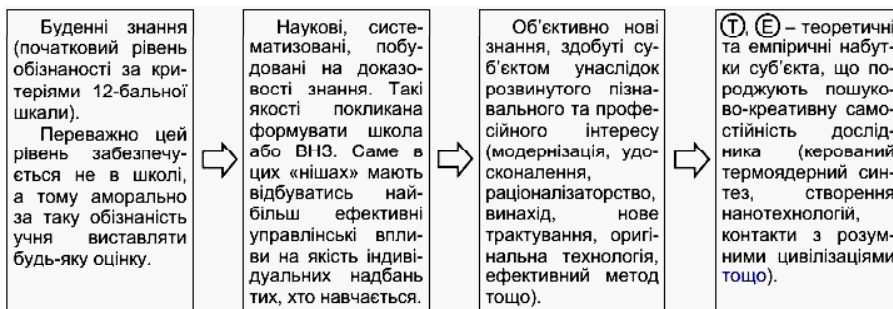 Буденні знання
(початковий рівень
обізнаності за кри-
теріями 12-бальної
шкали).
Переважно цей
рівень забезпечу-
ється не в школі,
а тому аморально
за таку обізнаність
учня виставляти
будь-яку оцінку.
Наукові, систе-
матизовані, побу-
довані на доказо-
вості знання. Такі
якості покликана
формувати школа
або ВНЗ. Саме в
цих «нішах» мають
відбуватись най-
більш ефективні
управлінські впли-
ви на якість індиві-
дуальних надбань
тих, хто навчається.
Об’єктивно нові
знання, здобуті су-
б’єктом унаслідок
розвинутого пізна-
вального та профе-
сійного інтересу
(модернізація, удо-
сконалення,
раціоналізаторство,
винахід, нове
трактування, оригі-
нальна технологія,
ефективний метод
тощо).
Ⓣ, Ⓔ – теоретичні
та емпіричні набут-
ки суб’єкта, що по-
роджують пошуко-
во-креативну само-
стійність дослід-
ника (керований
термоядерний син-
тез, створення
нанотехнологій,
контакти з розум-
ними цивілізаціями
тощо).